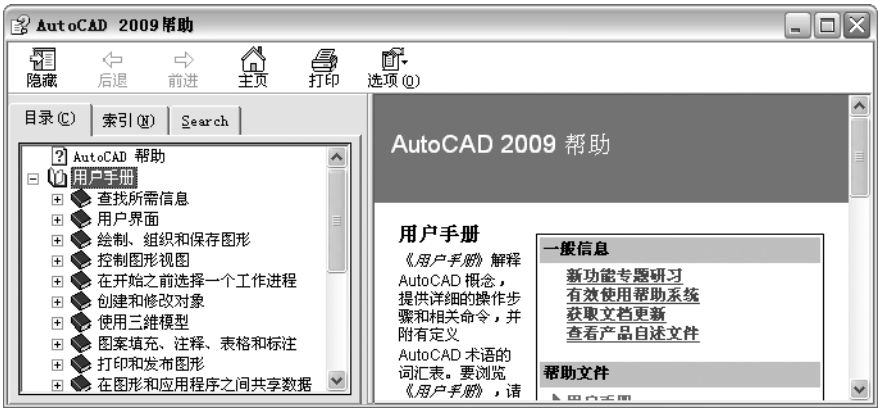 AutoCAD 2009帮助
隐藏 后退 前进 主页 打印 选项(O)
目录(C) 索引(N) Search
AutoCAD 帮助
用户手册
查找所需信息
用户界面
绘制、组织和保存图形
控制图形视图
在开始之前选择一个工作进程
创建和修改对象
使用三维模型
图案填充、注释、表格和标注
打印和发布图形
在图形和应用程序之间共享数据
AutoCAD 2009 帮助
用户手册
《用户手册》解释
AutoCAD 概念，
提供详细的操作步
骤和相关命令，并
附有定义
AutoCAD 术语的
词汇表。要浏览
《用户手册》，请
一般信息
新功能专题研习
有效使用帮助系统
获取文档更新
查看产品自述文件
帮助文件
用户手册